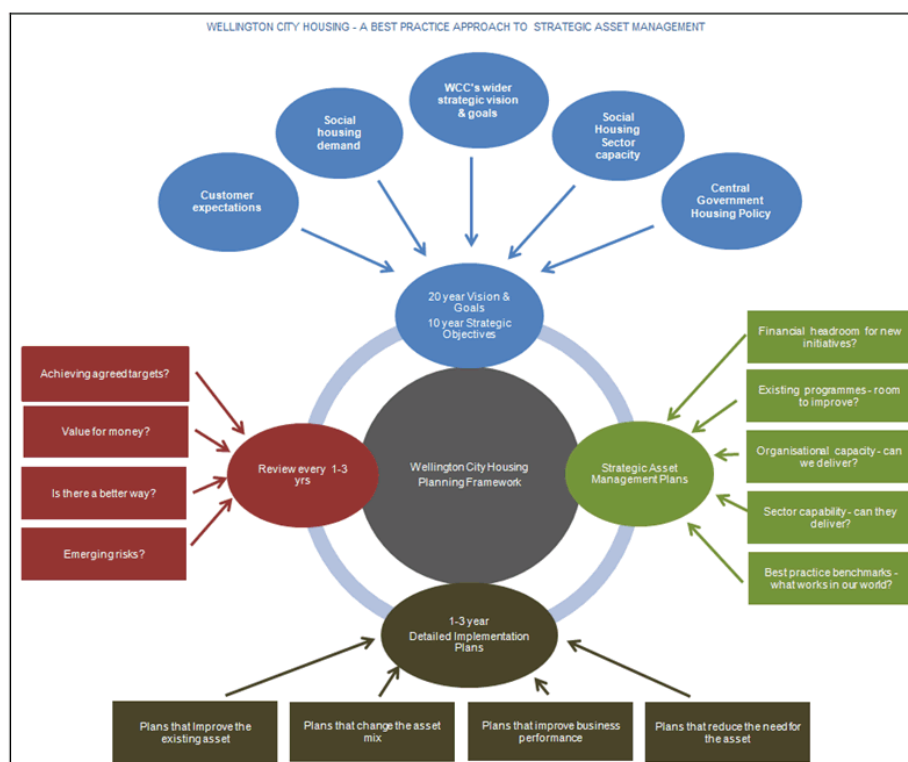 WELLINGTON CITY HOUSING - A BEST PRACTICE APPROACH TO STRATEGIC ASSET MANAGEMENT
WCC's wider
strategic vision
& goals
Social
housing
demand
Social
Housing
Sector
capacity
Customer
expectations
Central
Government
Housing Policy
20 year Vision &
Goals
10 year Strategic
Objectives
Financial headroom for new
initiatives?
Existing programmes - room
to improve?
Organisational capacity - can
we deliver?
Sector capability - can they
deliver?
Best practice benchmarks -
what works in our world?
Achieving agreed targets?
Value for money?
Is there a better way?
Emerging risks?
Review every 1-3
yrs
Wellington City Housing
Planning Framework
Strategic Asset
Management Plans
1-3 year
Detailed Implementation
Plans
Plans that Improve the
existing asset
Plans that change the asset
mix
Plans that improve business
performance
Plans that reduce the need for
the asset